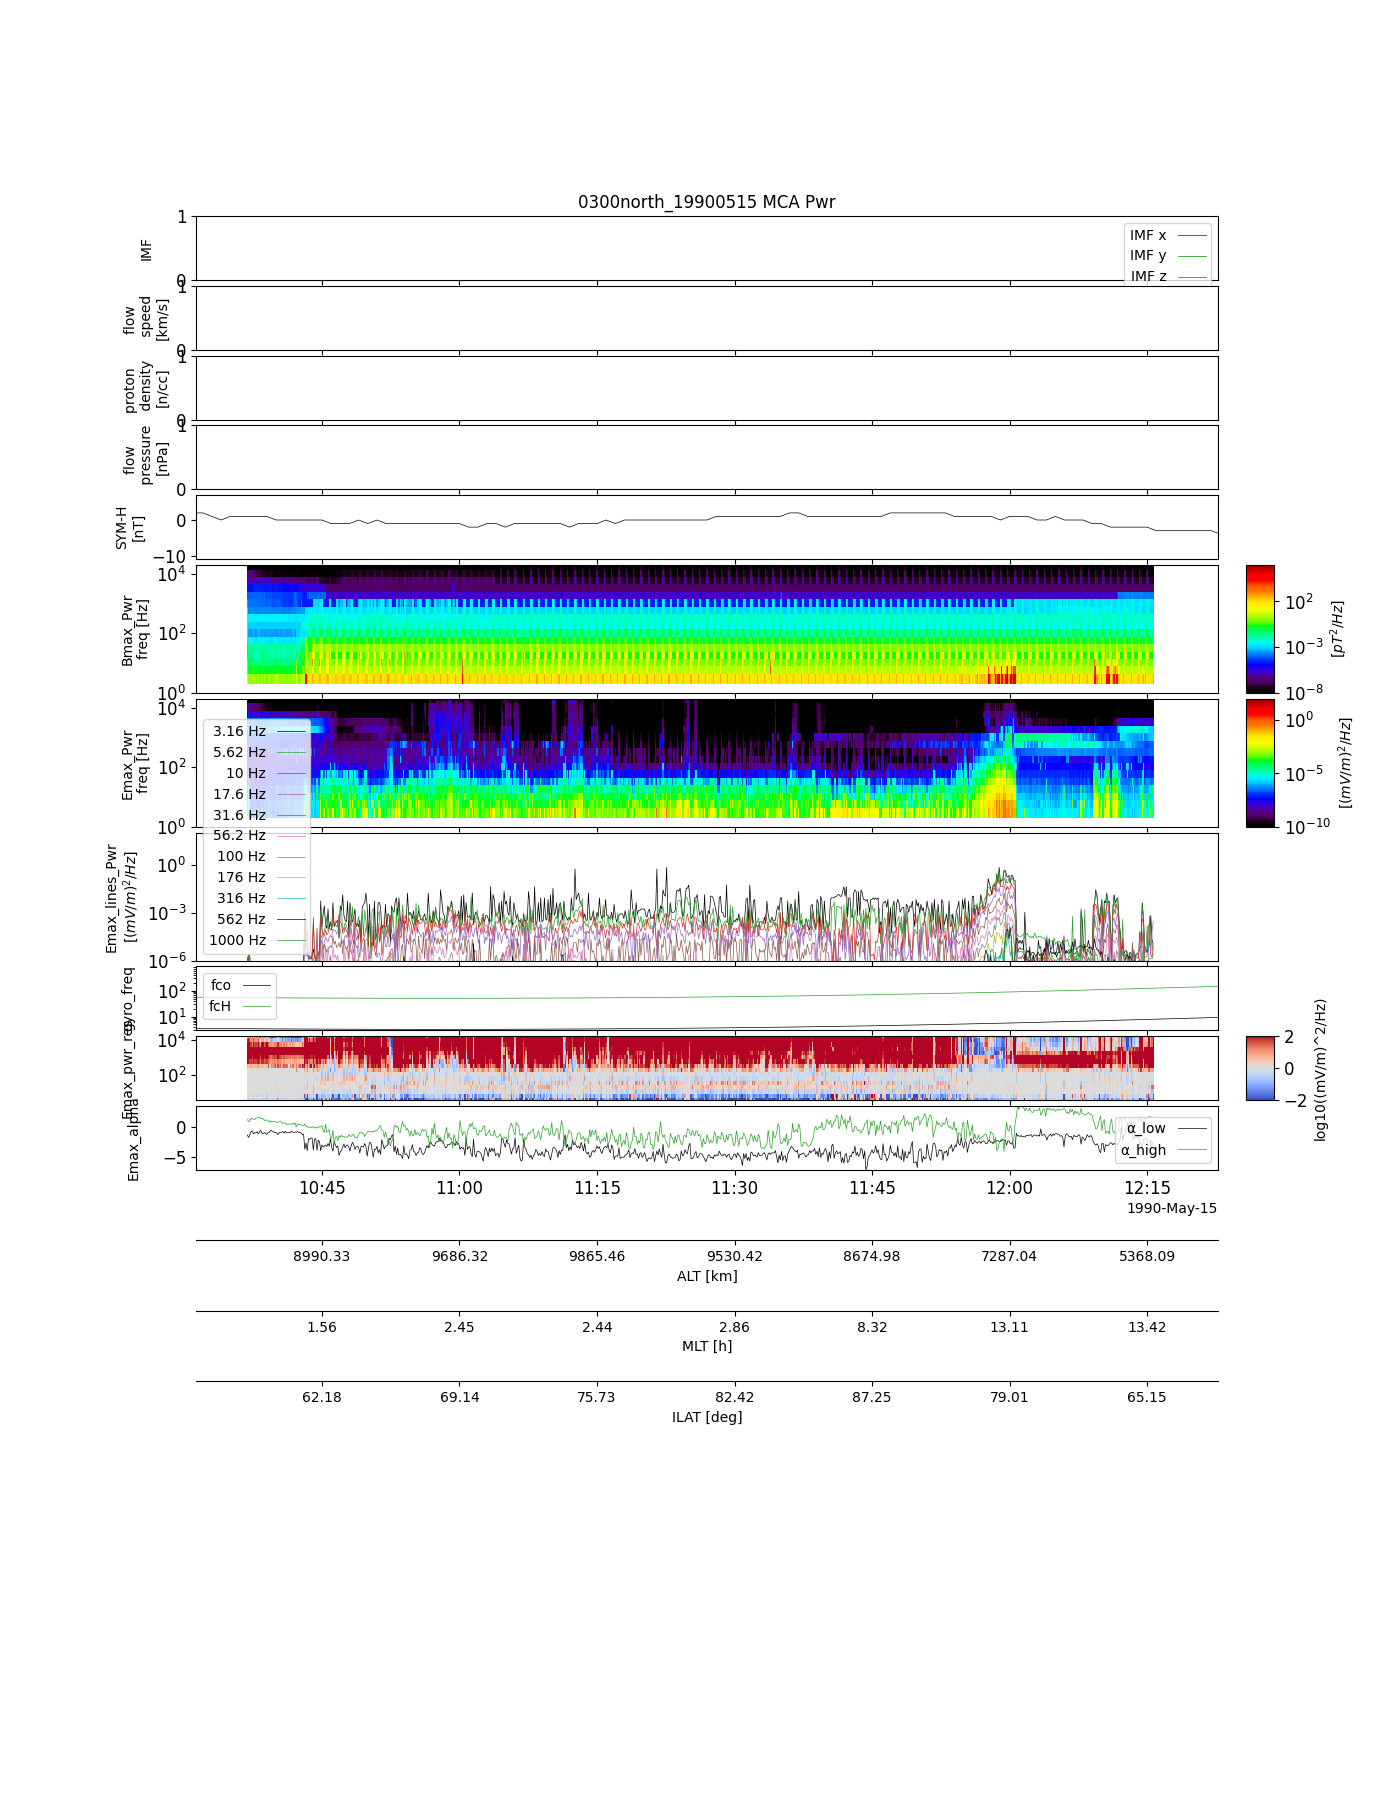 0300north_19900515 MCA Pwr
1
IMF
0
IMF x
IMF y
IMF z
1
flow
speed
[km/s]
0
1
proton
density
[n/cc]
0
1
flow
pressure
[nPa]
0
SYM-H
[nT]
0
−10
Bmax_Pwr
freq [Hz]
10^4
10^2
10^0
10^2
10^−3
10^−8
[pT^2/Hz]
Emax_Pwr
freq [Hz]
10^4
10^2
10^0
10^0
10^−5
10^−10
[(mV/m)^2/Hz]
3.16 Hz
5.62 Hz
10 Hz
17.6 Hz
31.6 Hz
56.2 Hz
100 Hz
176 Hz
316 Hz
562 Hz
1000 Hz
Emax_lines_Pwr
[(mV/m)^2/Hz]
10^0
10^−3
10^−6
gyro_freq
10^2
10^1
fco
fcH
Emax_pwr_reg
10^4
10^2
2
0
−2
log10((mV/m)^2/Hz)
Emax_alpha
0
−5
α_low
α_high
10:45 11:00 11:15 11:30 11:45 12:00 12:15
1990-May-15
8990.33 9686.32 9865.46 9530.42 8674.98 7287.04 5368.09
ALT [km]
1.56 2.45 2.44 2.86 8.32 13.11 13.42
MLT [h]
62.18 69.14 75.73 82.42 87.25 79.01 65.15
ILAT [deg]